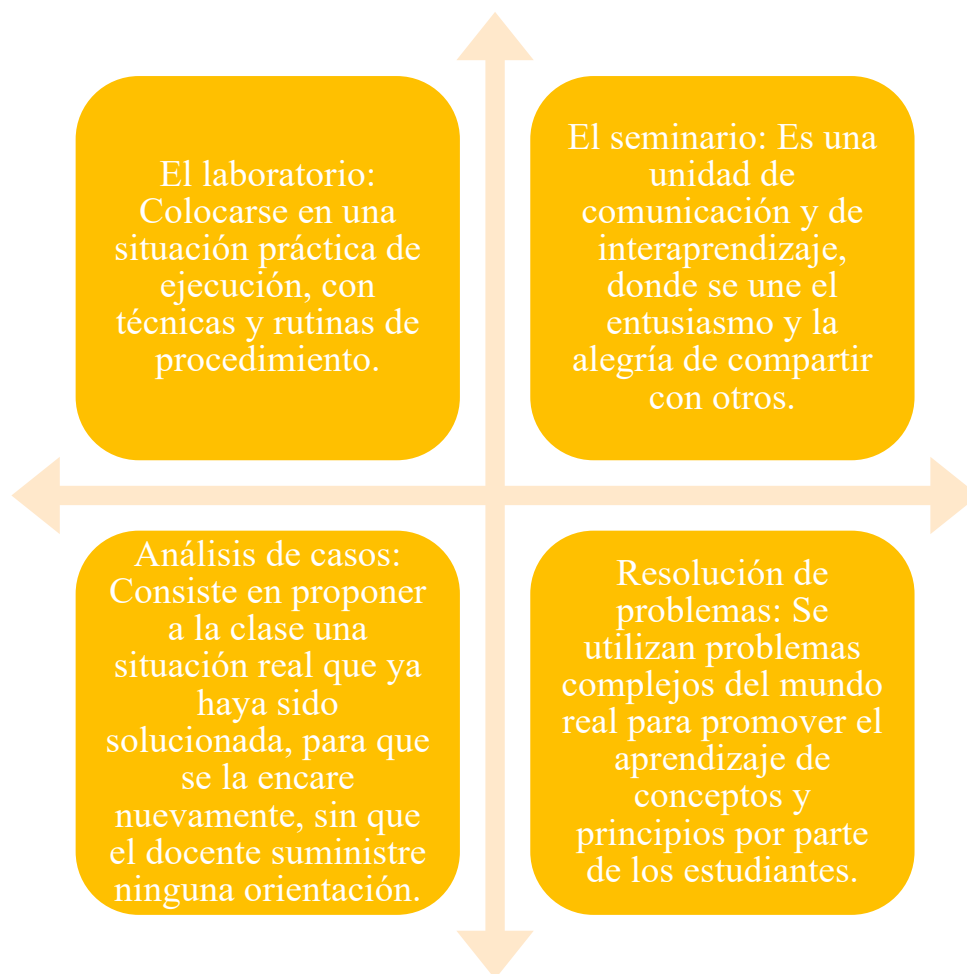 El laboratorio:
Colocarse en una
situación práctica de
ejecución, con
técnicas y rutinas de
procedimiento.
El seminario: Es una
unidad de
comunicación y de
interaprendizaje,
donde se une el
entusiasmo y la
alegría de compartir
con otros.
Análisis de casos:
Consiste en proponer
a la clase una
situación real que ya
haya sido
solucionada, para que
se la encare
nuevamente, sin que
el docente suministre
ninguna orientación.
Resolución de
problemas: Se
utilizan problemas
complejos del mundo
real para promover el
aprendizaje de
conceptos y
principios por parte
de los estudiantes.